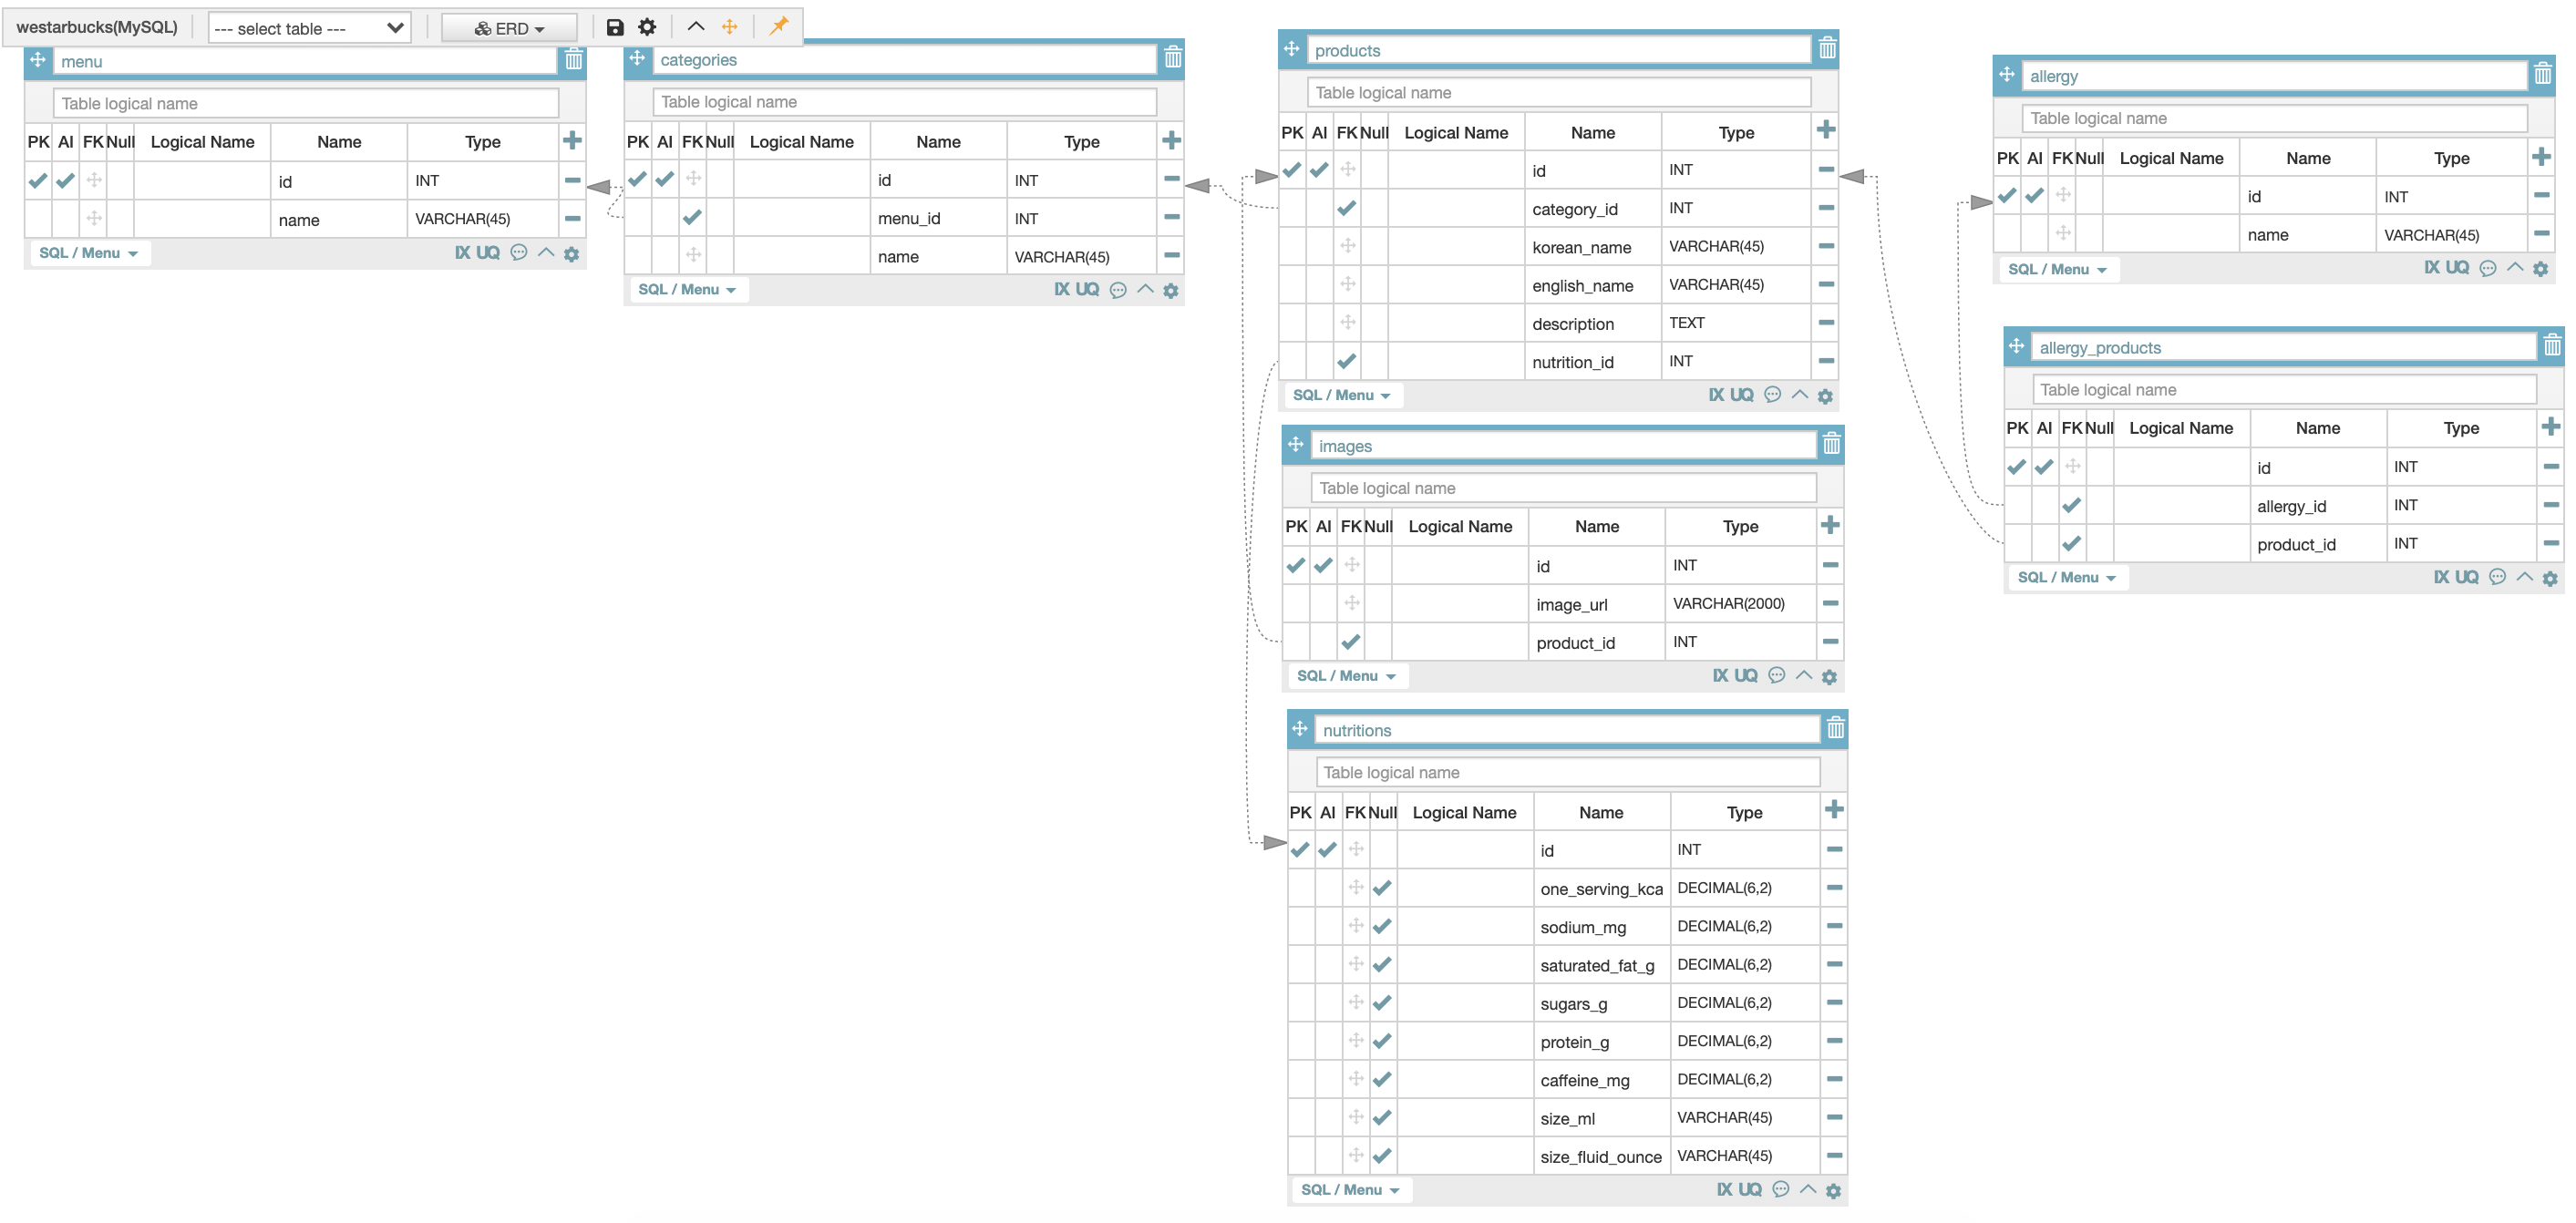 westarbucks(MySQL) --- select table --- ERD
menu
Table logical name
PK AI FK Null Logical Name Name Type
id INT
name VARCHAR(45)
SQL / Menu IX UQ
categories
Table logical name
PK AI FK Null Logical Name Name Type
id INT
menu_id INT
name VARCHAR(45)
SQL / Menu IX UQ
products
Table logical name
PK AI FK Null Logical Name Name Type
id INT
category_id INT
korean_name VARCHAR(45)
english_name VARCHAR(45)
description TEXT
nutrition_id INT
SQL / Menu IX UQ
images
Table logical name
PK AI FK Null Logical Name Name Type
id INT
image_url VARCHAR(2000)
product_id INT
SQL / Menu IX UQ
nutritions
Table logical name
PK AI FK Null Logical Name Name Type
id INT
one_serving_kca DECIMAL(6,2)
sodium_mg DECIMAL(6,2)
saturated_fat_g DECIMAL(6,2)
sugars_g DECIMAL(6,2)
protein_g DECIMAL(6,2)
caffeine_mg DECIMAL(6,2)
size_ml VARCHAR(45)
size_fluid_ounce VARCHAR(45)
SQL / Menu IX UQ
allergy
Table logical name
PK AI FK Null Logical Name Name Type
id INT
name VARCHAR(45)
SQL / Menu IX UQ
allergy_products
Table logical name
PK AI FK Null Logical Name Name Type
id INT
allergy_id INT
product_id INT
SQL / Menu IX UQ